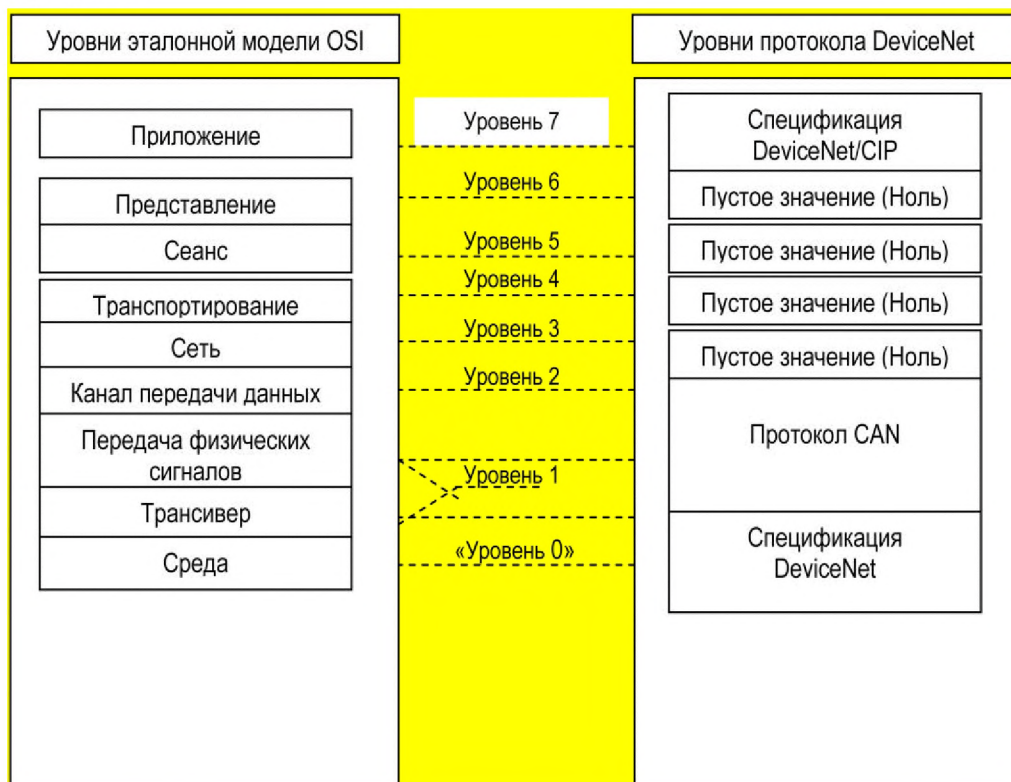 Уровни эталонной модели OSI
Уровни протокола DeviceNet
Приложение
Представление
Сеанс
Транспортирование
Сеть
Канал передачи данных
Передача физических
сигналов
Трансивер
Среда
Уровень 7
Уровень 6
Уровень 5
Уровень 4
Уровень 3
Уровень 2
Уровень 1
«Уровень 0»
Спецификация
DeviceNet/CIP
Пустое значение (Ноль)
Пустое значение (Ноль)
Пустое значение (Ноль)
Пустое значение (Ноль)
Протокол CAN
Спецификация
DeviceNet